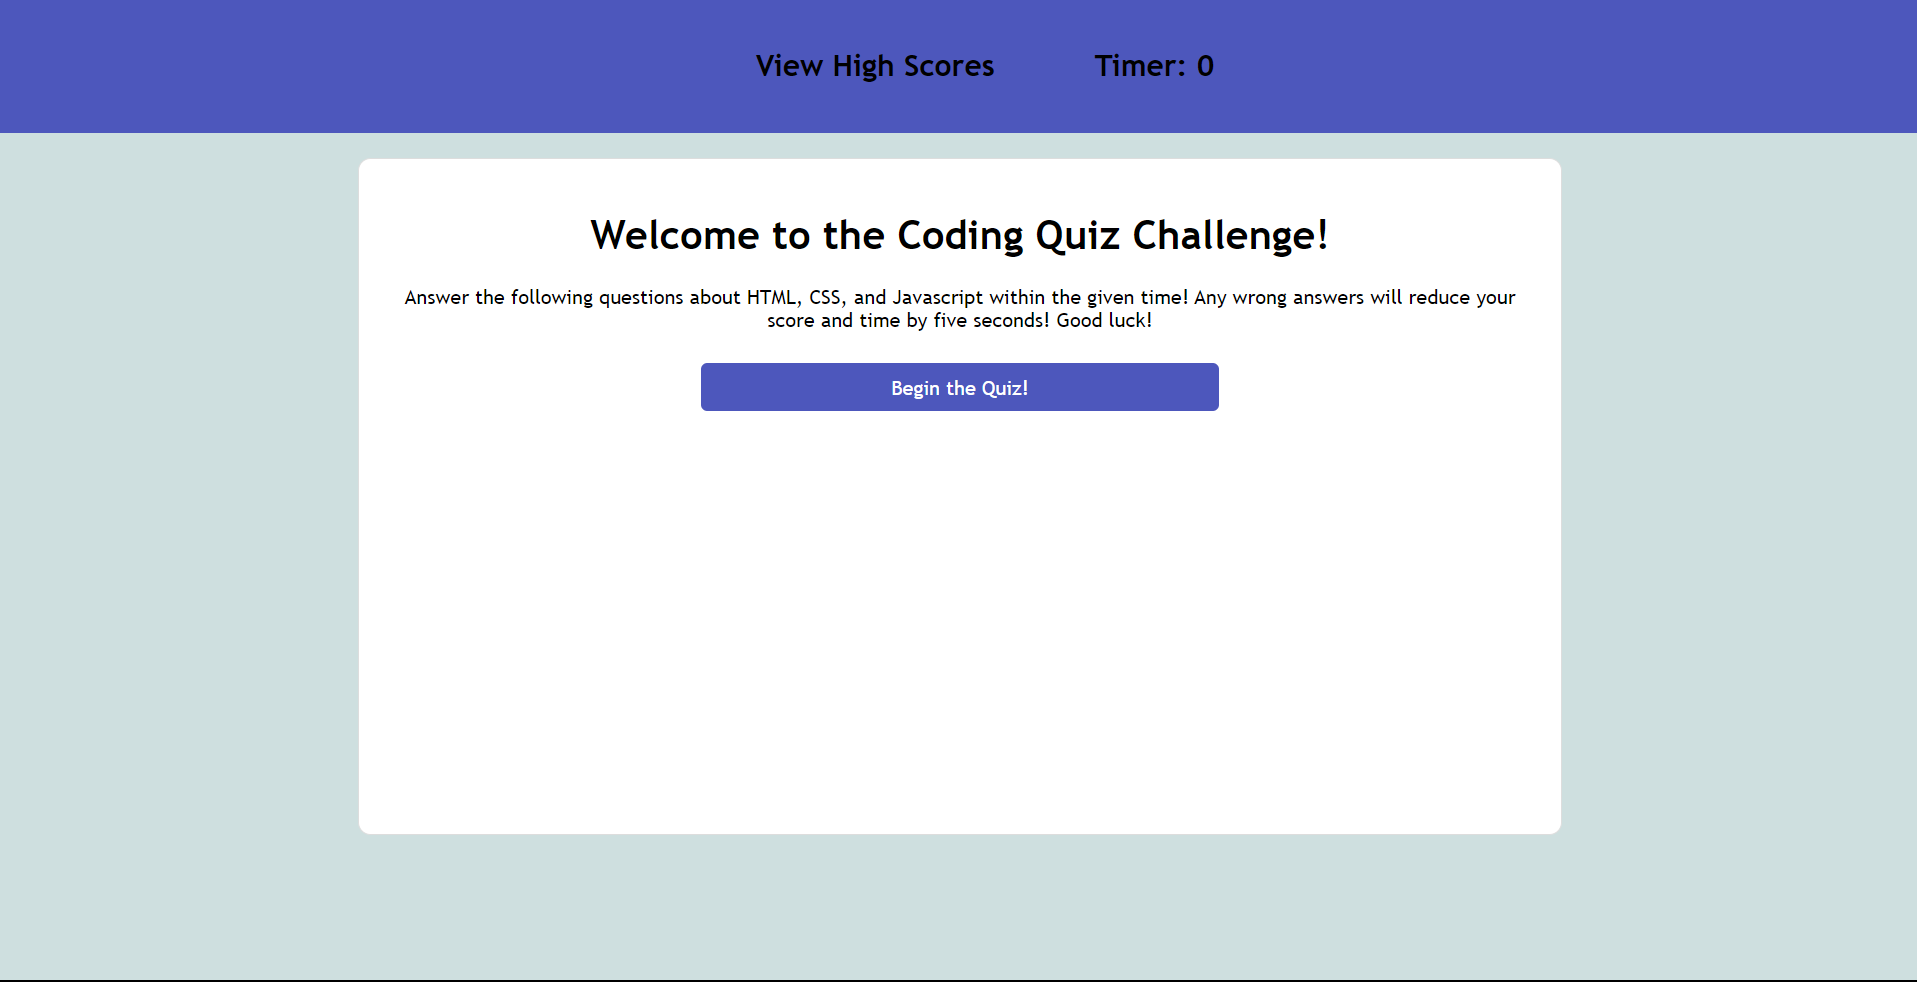 View High Scores Timer: 0
Welcome to the Coding Quiz Challenge!
Answer the following questions about HTML, CSS, and Javascript within the given time! Any wrong answers will reduce your
score and time by five seconds! Good luck!
Begin the Quiz!